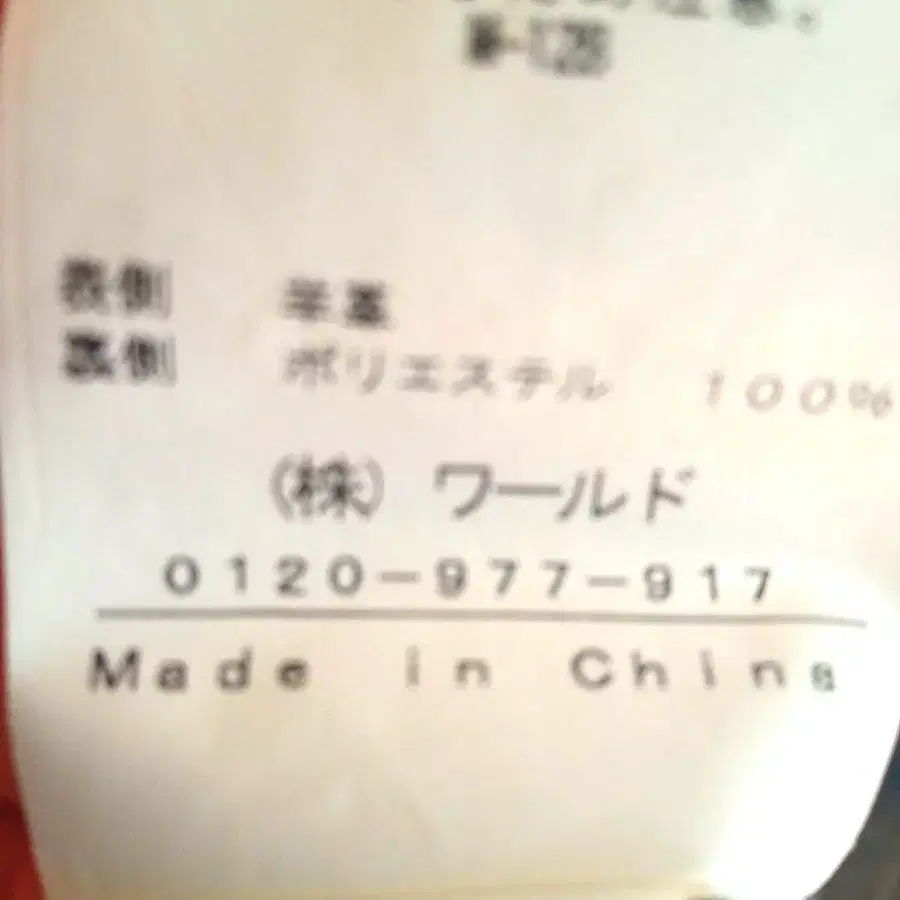 表側 羊革
裏側 ポリエステル 100%
(株) ワールド
0120-977-917
Made in China